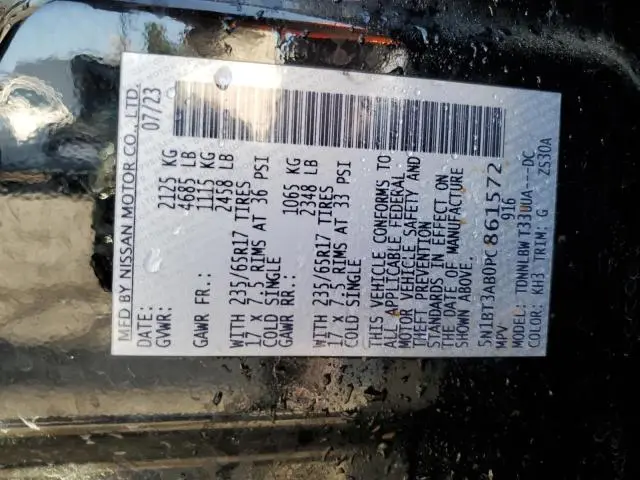 MFD BY NISSAN MOTOR CO., LTD.
DATE: 07/23
GVWR: 2125 KG
4685 LB
GAWR FR.: 1115 KG
2458 LB
WITH 235/65R17 TIRES
17 X 7.5 RIMS AT 36 PSI
COLD SINGLE
GAWR RR.: 1065 KG
2348 LB
WITH 235/65R17 TIRES
17 X 7.5 RIMS AT 33 PSI
COLD SINGLE
THIS VEHICLE CONFORMS TO
ALL APPLICABLE FEDERAL
MOTOR VEHICLE SAFETY AND
THEFT PREVENTION
STANDARDS IN EFFECT ON
THE DATE OF MANUFACTURE
SHOWN ABOVE.
5N1BT3AB0PC861572
MPV 916
MODEL: TDNNLBW T33UUA---DC
COLOR: KH3 TRIM: G ZS30A